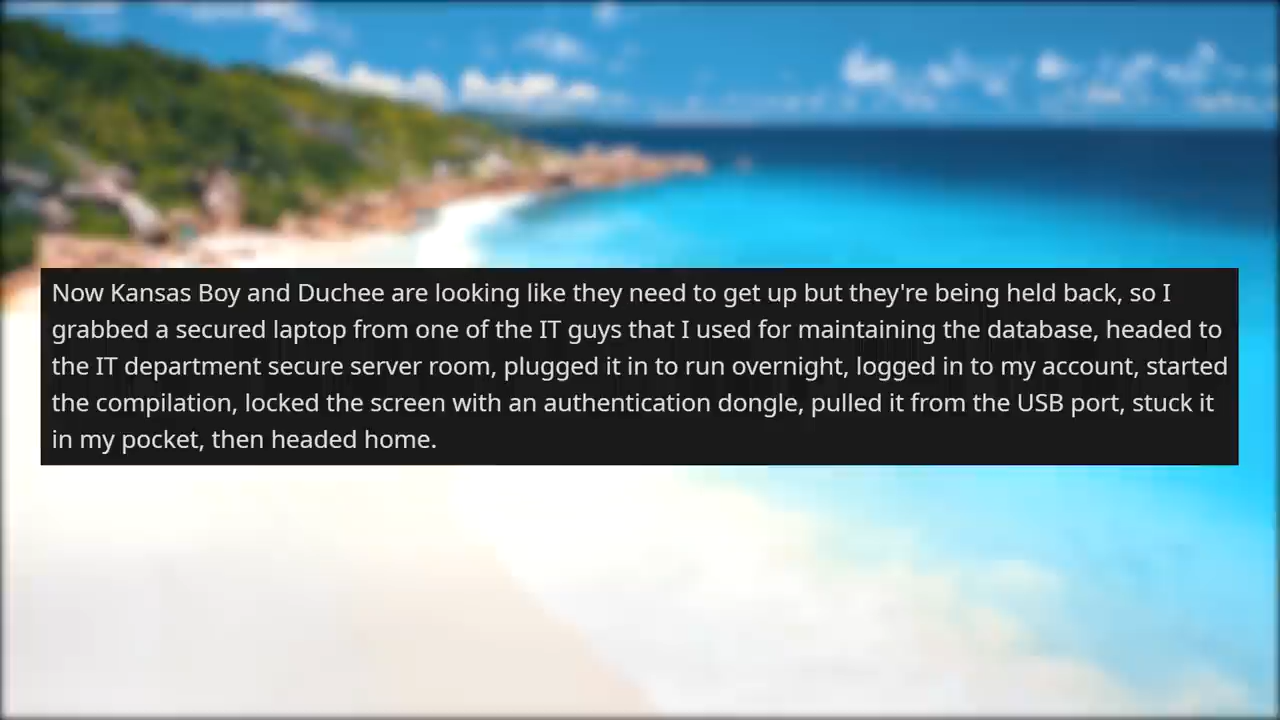 Now Kansas Boy and Duchee are looking like they need to get up but they're being held back, so I
grabbed a secured laptop from one of the IT guys that I used for maintaining the database, headed to
the IT department secure server room, plugged it in to run overnight, logged in to my account, started
the compilation, locked the screen with an authentication dongle, pulled it from the USB port, stuck it
in my pocket, then headed home.